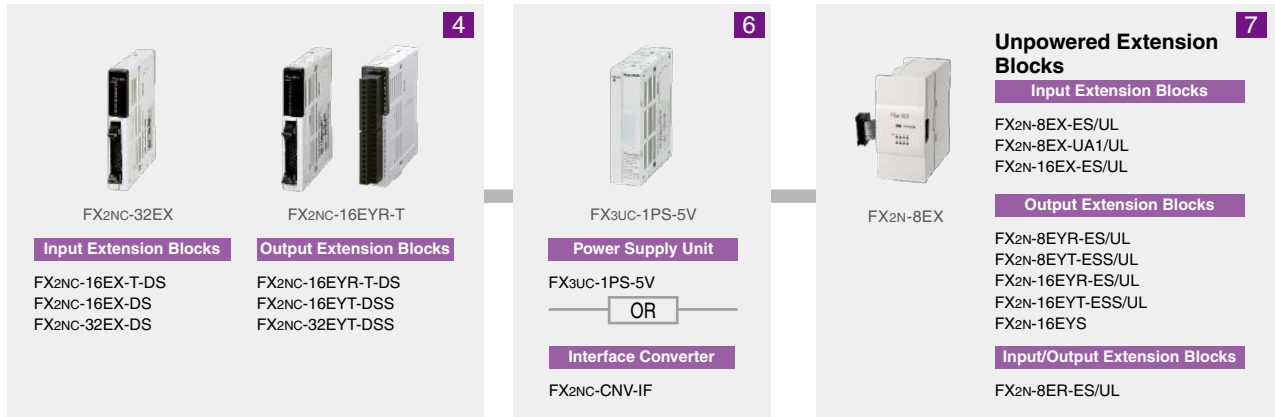 4
FX2NC-32EX
FX2NC-16EYR-T
Input Extension Blocks
FX2NC-16EX-T-DS
FX2NC-16EX-DS
FX2NC-32EX-DS
Output Extension Blocks
FX2NC-16EYR-T-DS
FX2NC-16EYT-DSS
FX2NC-32EYT-DSS
6
FX3UC-1PS-5V
Power Supply Unit
FX3UC-1PS-5V
OR
Interface Converter
FX2NC-CNV-IF
7
FX2N-8EX
Unpowered Extension
Blocks
Input Extension Blocks
FX2N-8EX-ES/UL
FX2N-8EX-UA1/UL
FX2N-16EX-ES/UL
Output Extension Blocks
FX2N-8EYR-ES/UL
FX2N-8EYT-ESS/UL
FX2N-16EYR-ES/UL
FX2N-16EYT-ESS/UL
FX2N-16EYS
Input/Output Extension Blocks
FX2N-8ER-ES/UL